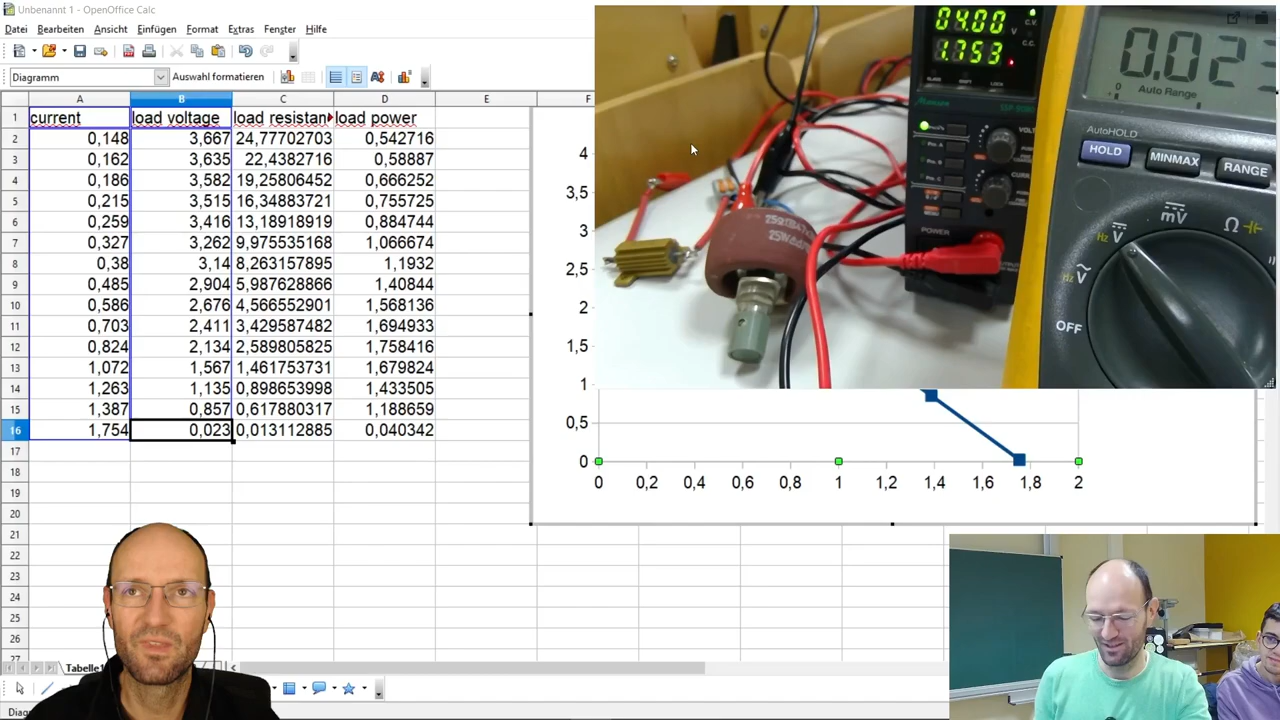 Unbenannt 1 - OpenOffice Calc
Datei Bearbeiten Ansicht Einfügen Format Extras Fenster Hilfe
Diagramm Auswahl formatieren
A B C D E F
1 current load voltage load resistan load power
2 0,148 3,667 24,77702703 0,542716
3 0,162 3,635 22,4382716 0,58887
4 0,186 3,582 19,25806452 0,666252
5 0,215 3,515 16,34883721 0,755725
6 0,259 3,416 13,18918919 0,884744
7 0,327 3,262 9,975535168 1,066674
8 0,38 3,14 8,263157895 1,1932
9 0,485 2,904 5,987628866 1,40844
10 0,586 2,676 4,566552901 1,568136
11 0,703 2,411 3,429587482 1,694933
12 0,824 2,134 2,589805825 1,758416
13 1,072 1,567 1,461753731 1,679824
14 1,263 1,135 0,898653998 1,433505
15 1,387 0,857 0,617880317 1,188659
16 1,754 0,023 0,013112885 0,040342
17
18
19
20
21
22
23
24
25
26
27
4
3,5
3
2,5
2
1,5
1
0,5
0
0 0,2 0,4 0,6 0,8 1 1,2 1,4 1,6 1,8 2
04.00 C.V.
V
1.753
POWER
25Ω
25W
0.023
Auto Range
AutoHOLD
HOLD MINMAX RANGE
mV
Hz V
Ω
Hz V
OFF
Tabelle1